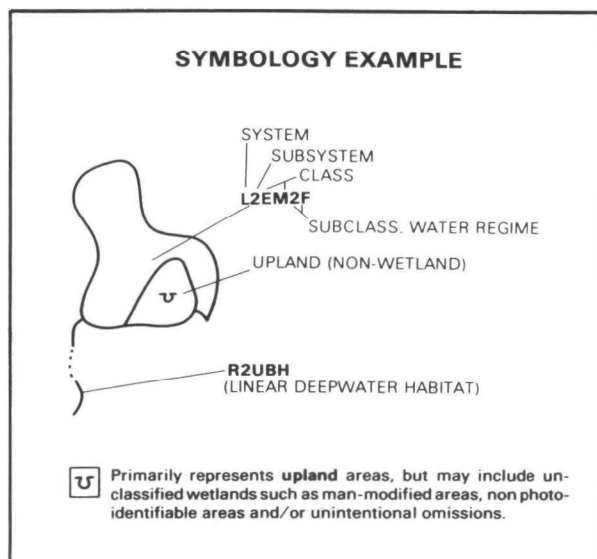 SYMBOLOGY EXAMPLE
SYSTEM
SUBSYSTEM
CLASS
L2EM2F
SUBCLASS. WATER REGIME
UPLAND (NON-WETLAND)
U
R2UBH
(LINEAR DEEPWATER HABITAT)
U Primarily represents upland areas, but may include un-
classified wetlands such as man-modified areas, non photo-
identifiable areas and/or unintentional omissions.